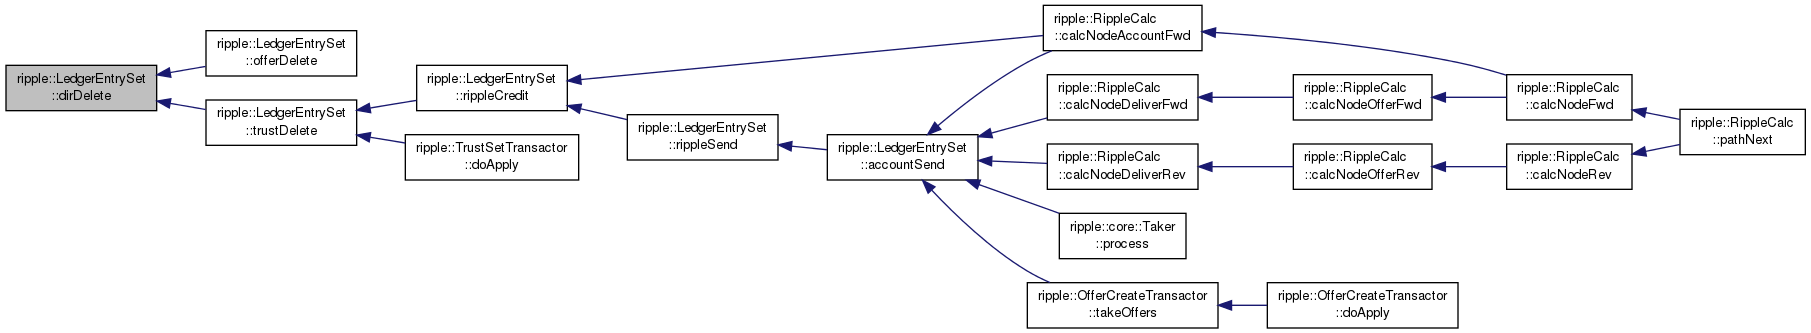 ripple::LedgerEntrySet
::dirDelete
ripple::LedgerEntrySet
::offerDelete
ripple::LedgerEntrySet
::trustDelete
ripple::LedgerEntrySet
::rippleCredit
ripple::TrustSetTransactor
::doApply
ripple::LedgerEntrySet
::rippleSend
ripple::LedgerEntrySet
::accountSend
ripple::RippleCalc
::calcNodeAccountFwd
ripple::RippleCalc
::calcNodeDeliverFwd
ripple::RippleCalc
::calcNodeDeliverRev
ripple::core::Taker
::process
ripple::OfferCreateTransactor
::takeOffers
ripple::RippleCalc
::calcNodeOfferFwd
ripple::RippleCalc
::calcNodeOfferRev
ripple::OfferCreateTransactor
::doApply
ripple::RippleCalc
::calcNodeFwd
ripple::RippleCalc
::calcNodeRev
ripple::RippleCalc
::pathNext